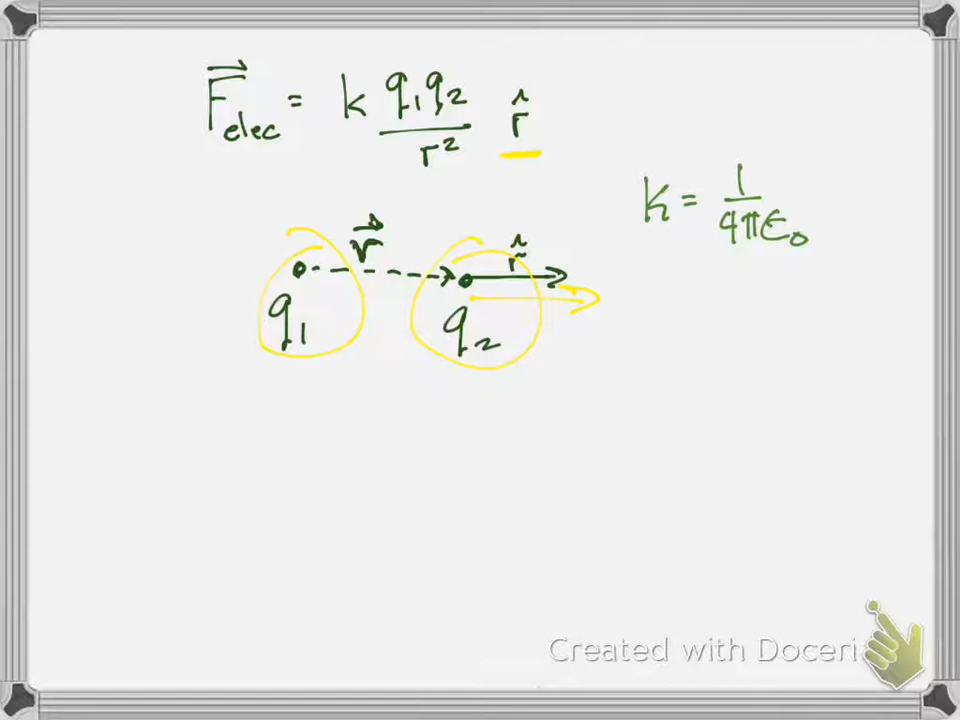 F⃗elec = k q1q2 / r² r̂
k = 1 / 4πϵ0
r⃗ r̂
q1 q2
Created with Doceri